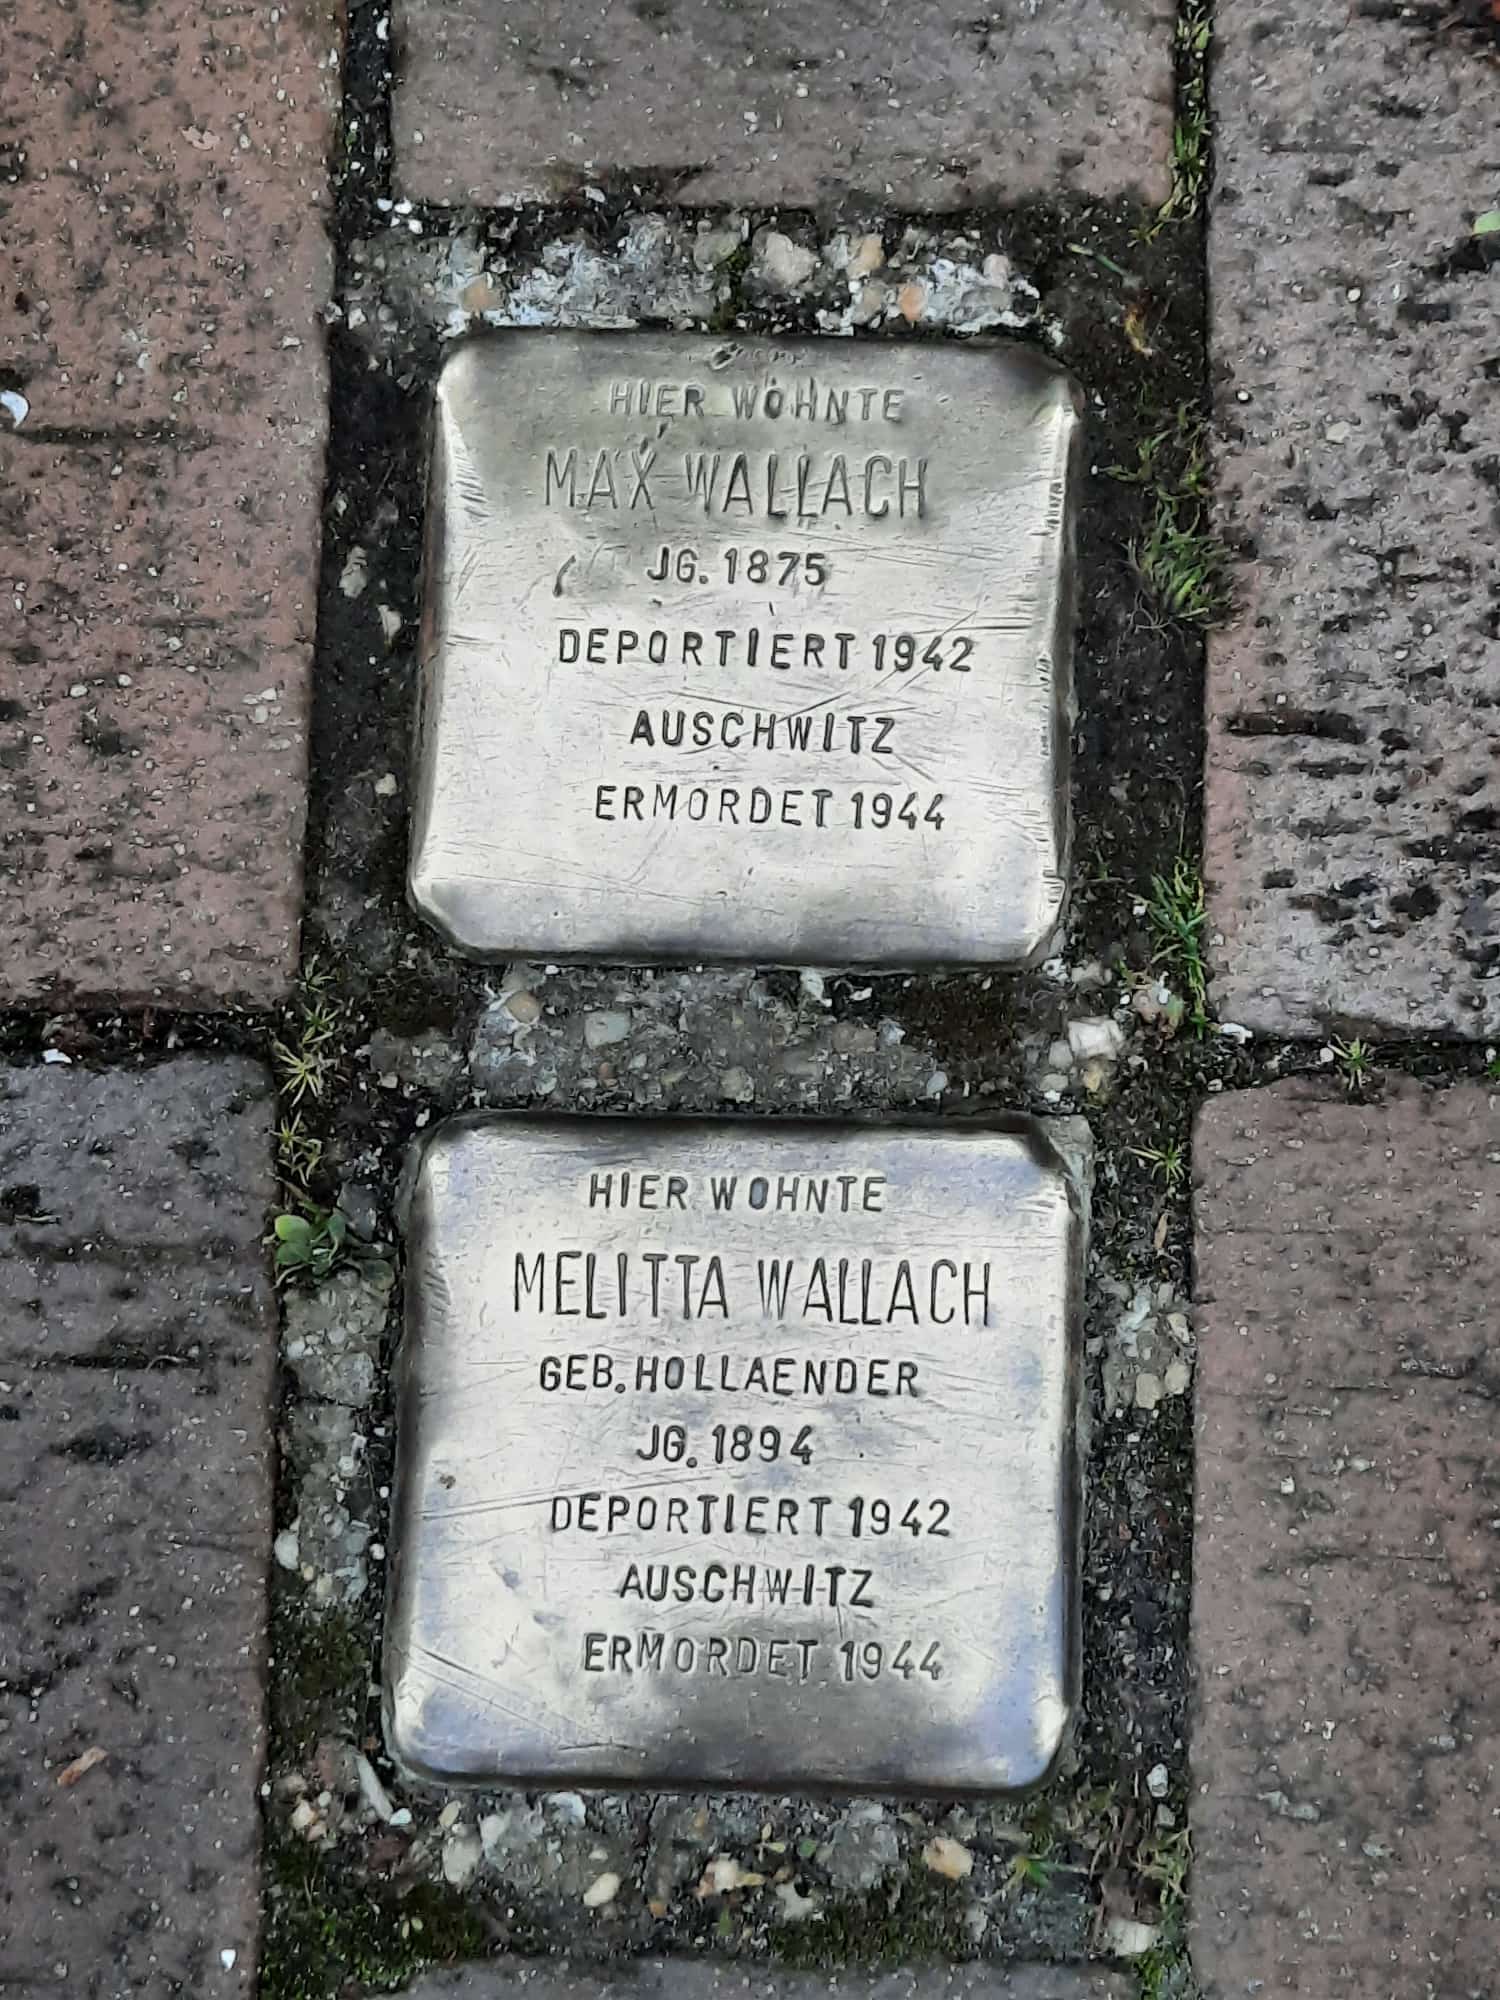 HIER WOHNTE
MAX WALLACH
JG. 1875
DEPORTIERT 1942
AUSCHWITZ
ERMORDET 1944
HIER WOHNTE
MELITTA WALLACH
GEB. HOLLAENDER
JG. 1894
DEPORTIERT 1942
AUSCHWITZ
ERMORDET 1944